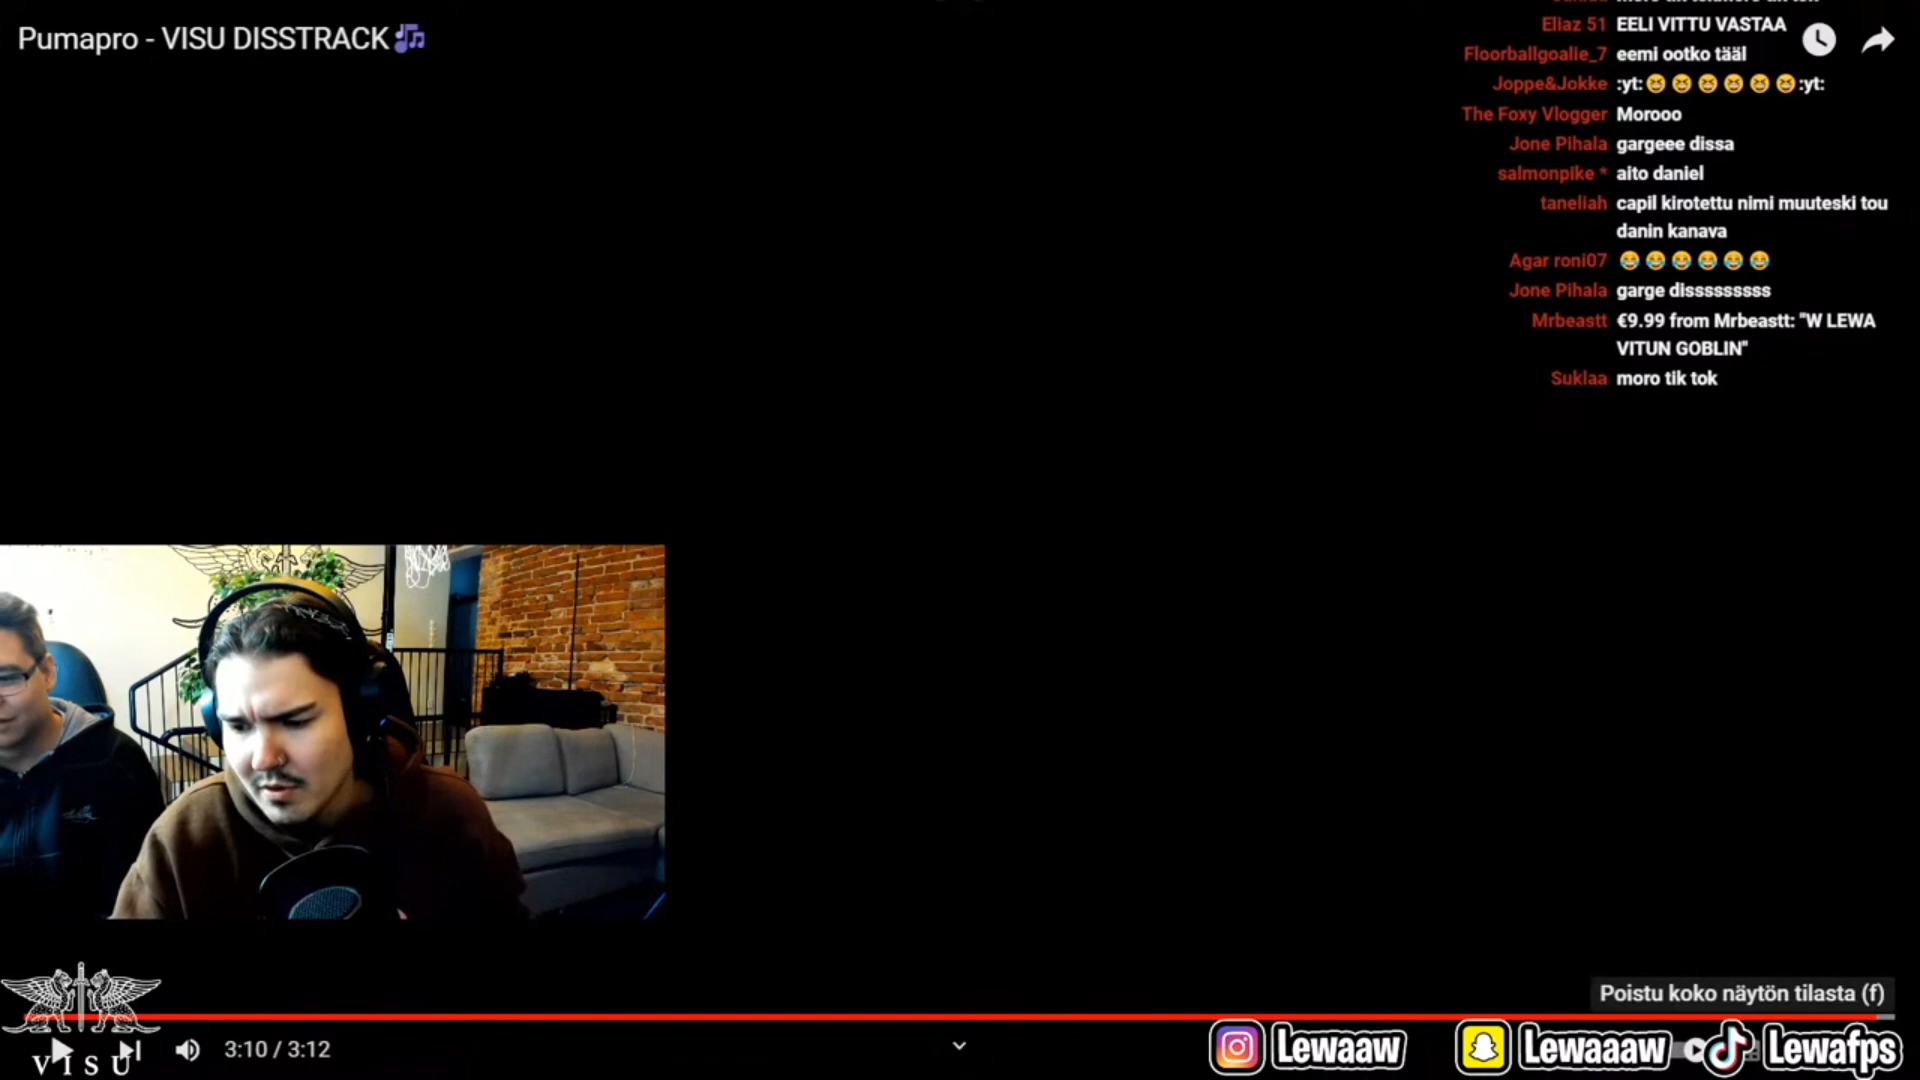 Pumapro - VISU DISSTRACK🎶
Eliaz 51 EELI VITTU VASTAA
Floorballgoalie_7 eemi ootko tääl
Joppe&Jokke :yt:😆😆😆😆😆😆:yt:
The Foxy Vlogger Morooo
Jone Pihala gargeee dissa
salmonpike * aito daniel
taneliah capil kirotettu nimi muuteski tou
danin kanava
Agar roni07 😂😂😂😂😂😂
Jone Pihala garge disssssssss
Mrbeastt €9.99 from Mrbeastt: "W LEWA
VITUN GOBLIN"
Suklaa moro tik tok
Poistu koko näytön tilasta (f)
VISU
3:10 / 3:12
Lewaaw
Lewaaaw
Lewafps